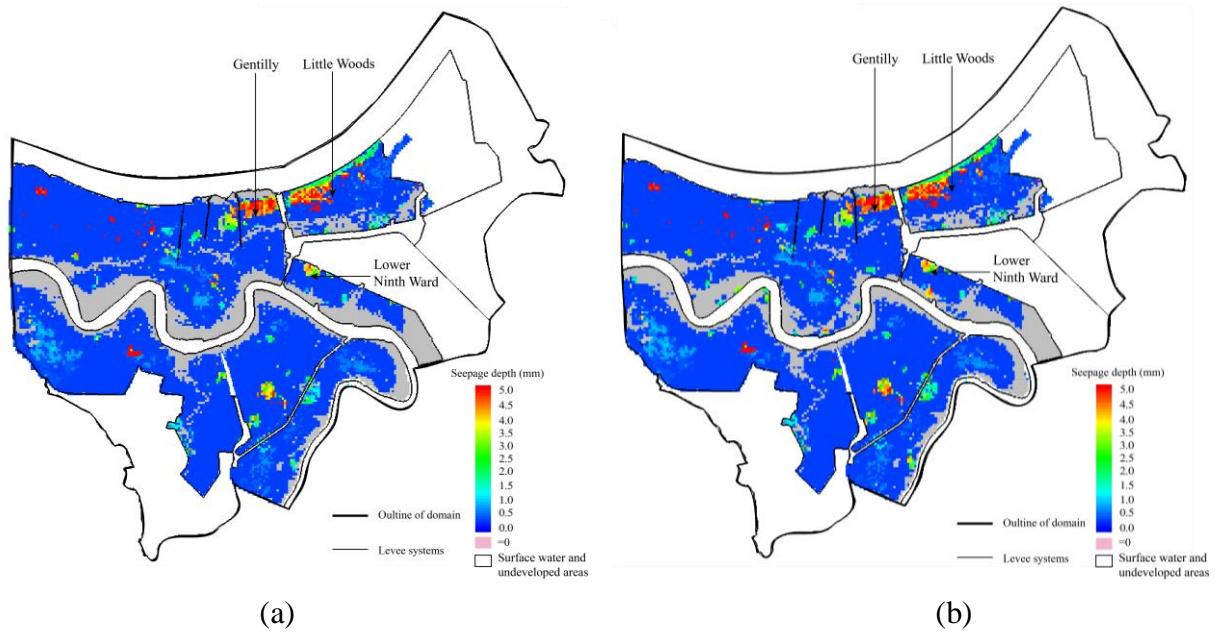 Gentilly
Little Woods
Lower
Ninth Ward
Seepage depth (mm)
5.0
4.5
4.0
3.5
3.0
2.5
2.0
1.5
1.0
0.5
0.0
=0
Surface water and
undeveloped areas
Oultine of domain
Levee systems
(a)
Gentilly
Little Woods
Lower
Ninth Ward
Seepage depth (mm)
5.0
4.5
4.0
3.5
3.0
2.5
2.0
1.5
1.0
0.5
0.0
=0
Surface water and
undeveloped areas
Oultine of domain
Levee systems
(b)